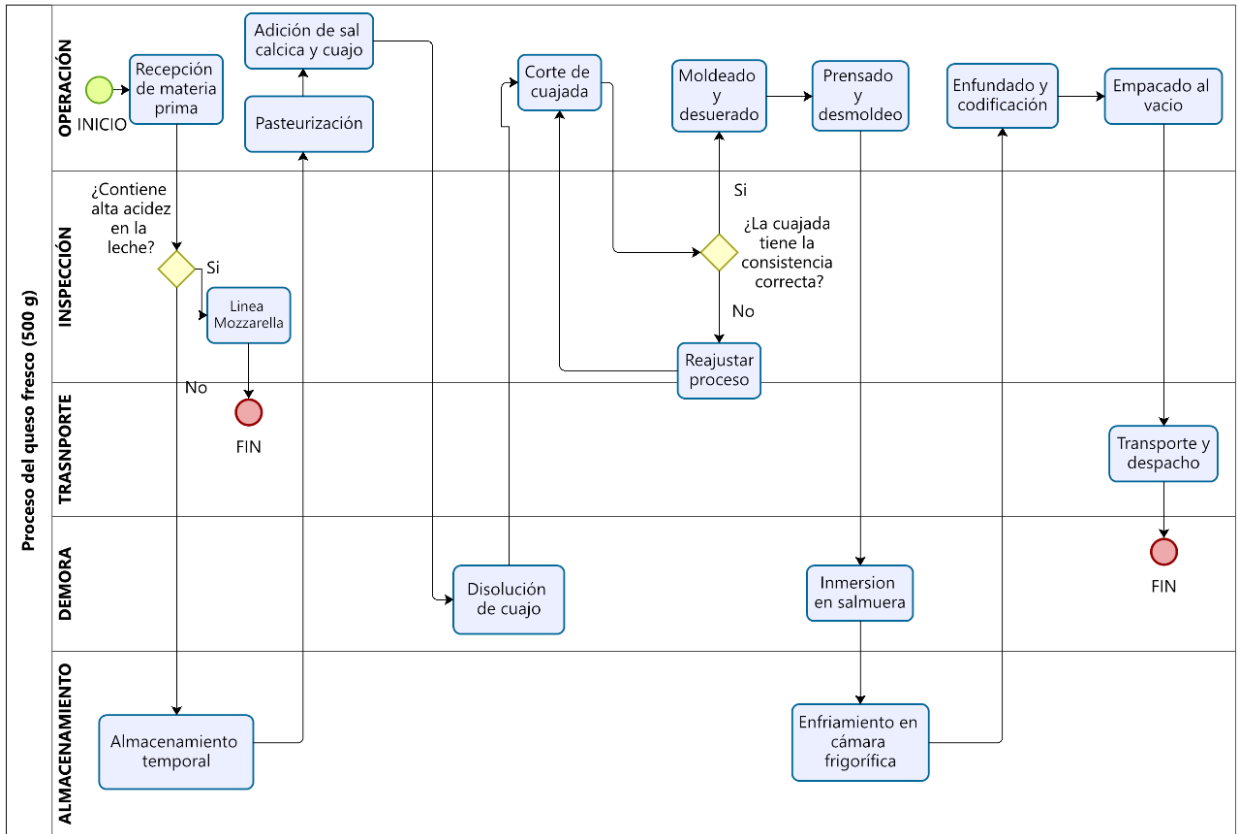 Proceso del queso fresco (500 g)
OPERACIÓN
INICIO
Recepción
de materia
prima
Adición de sal
calcica y cuajo
Pasteurización
Corte de
cuajada
Moldeado
y
desuerado
Prensado
y
desmoldeo
Enfundado y
codificación
Empacado al
vacio
INSPECCIÓN
¿Contiene
alta acidez
en la
leche?
Si
Linea
Mozzarella
No
Si
¿La cuajada
tiene la
consistencia
correcta?
No
Reajustar
proceso
TRASNPORTE
FIN
Transporte y
despacho
DEMORA
Disolución
de cuajo
Inmersion
en salmuera
FIN
ALMACENAMIENTO
Almacenamiento
temporal
Enfriamiento en
cámara
frigorífica